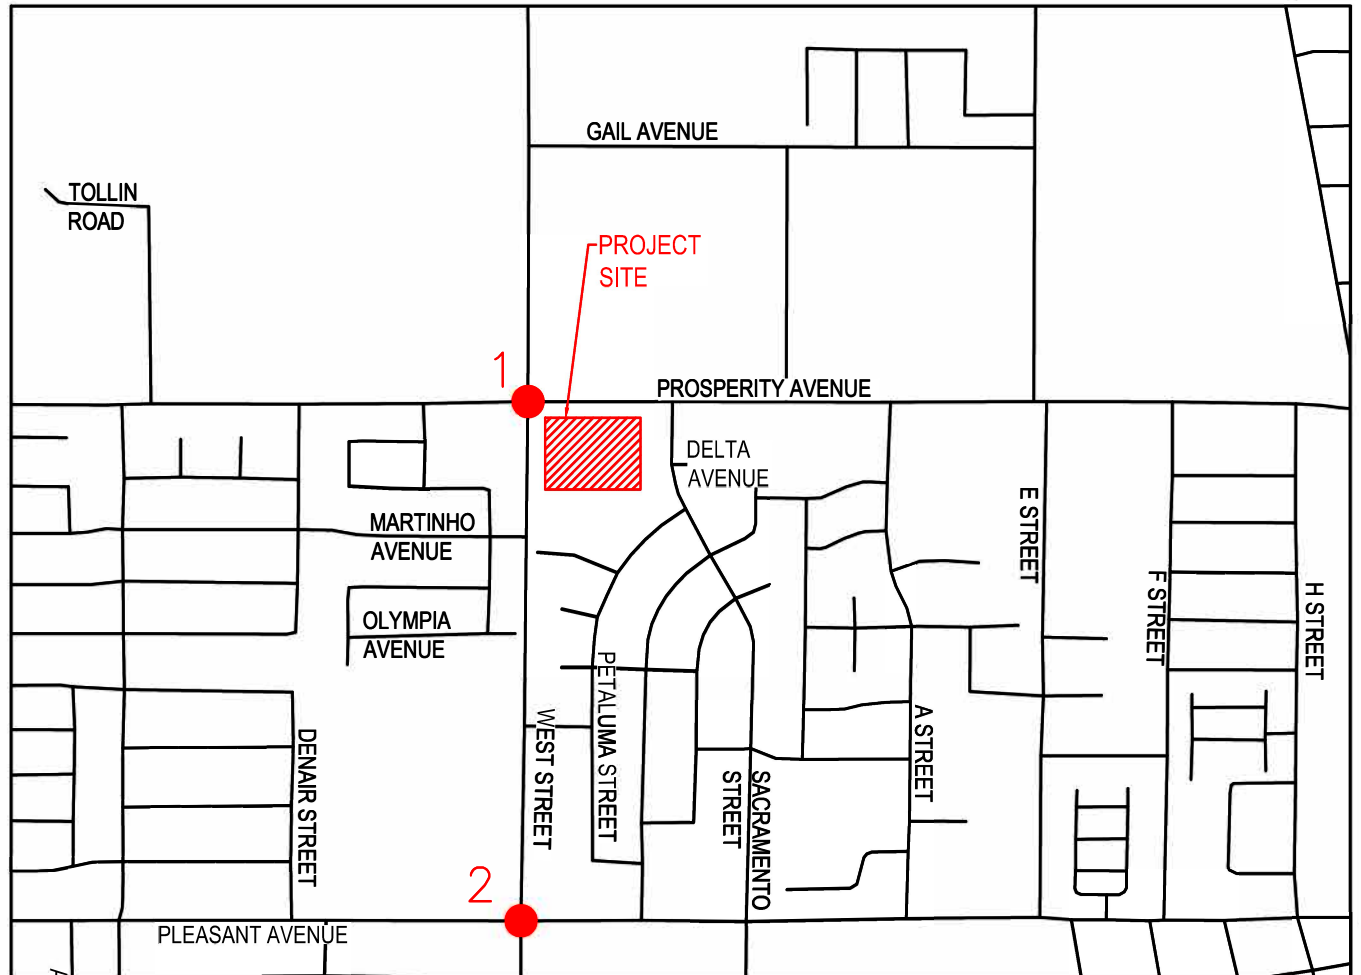 GAIL AVENUE
TOLLIN
ROAD
PROJECT
SITE
1
PROSPERITY AVENUE
DELTA
AVENUE
MARTINHO
AVENUE
E STREET
F STREET
H STREET
OLYMPIA
AVENUE
PETALUMA STREET
WEST STREET
A STREET
DENAIR STREET
SACRAMENTO
STREET
2
PLEASANT AVENUE